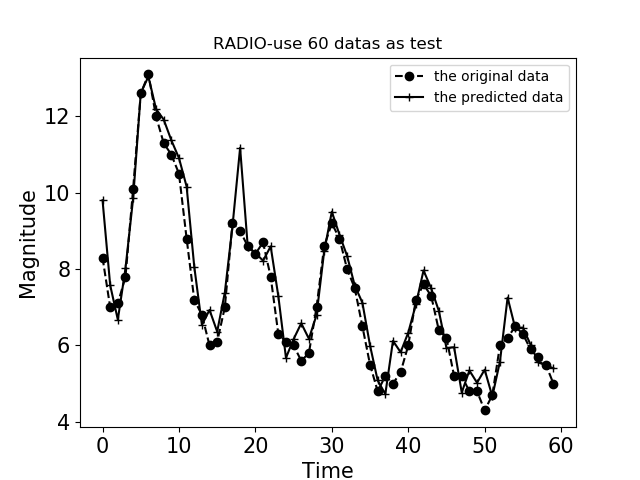 RADIO-use 60 datas as test
the original data
the predicted data
12
10
8
6
4
Magnitude
0 10 20 30 40 50 60
Time